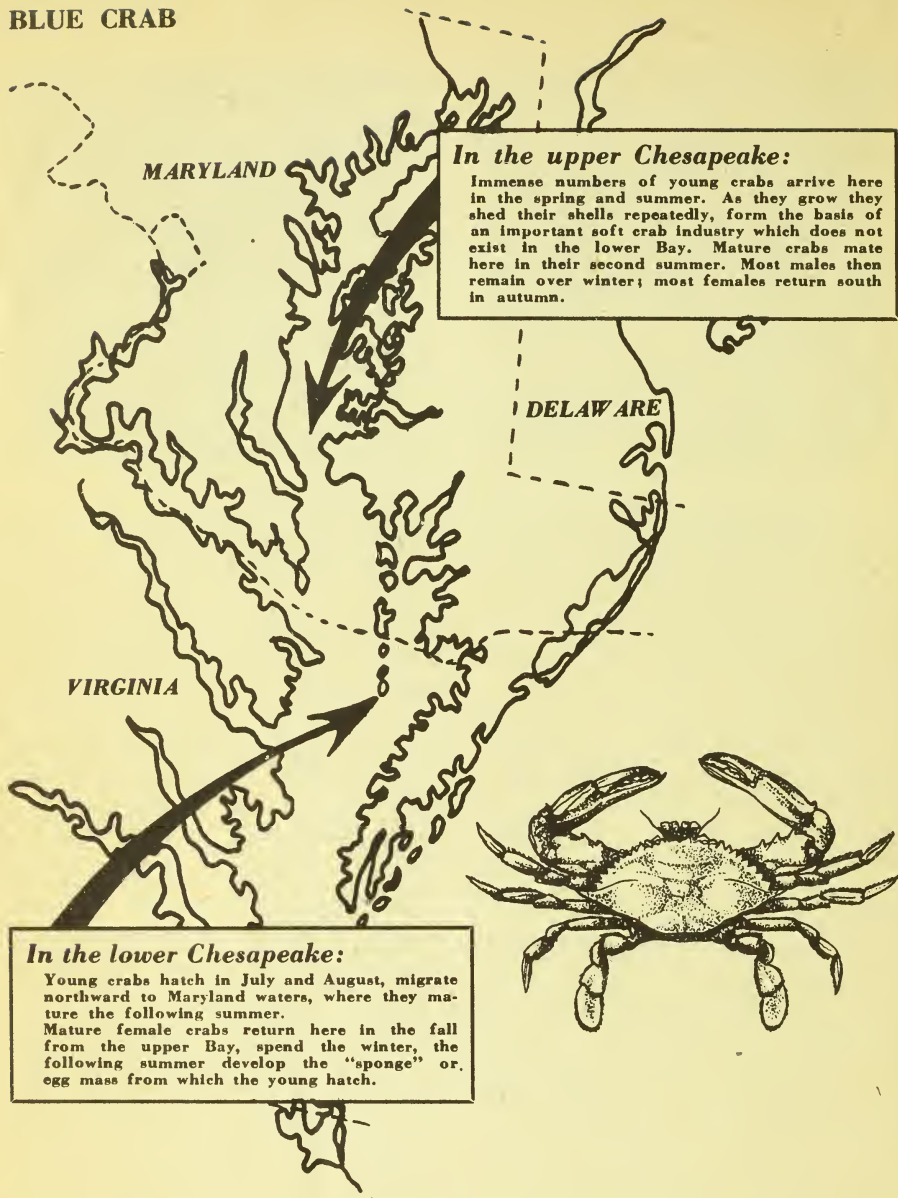 BLUE CRAB
MARYLAND
In the upper Chesapeake:
Immense numbers of young crabs arrive here
in the spring and summer. As they grow they
shed their shells repeatedly, form the basis of
an important soft crab industry which does not
exist in the lower Bay. Mature crabs mate
here in their second summer. Most males then
remain over winter; most females return south
in autumn.
DELAWARE
VIRGINIA
In the lower Chesapeake:
Young crabs hatch in July and August, migrate
northward to Maryland waters, where they ma-
ture the following summer.
Mature female crabs return here in the fall
from the upper Bay, spend the winter, the
following summer develop the "sponge" or
egg mass from which the young hatch.